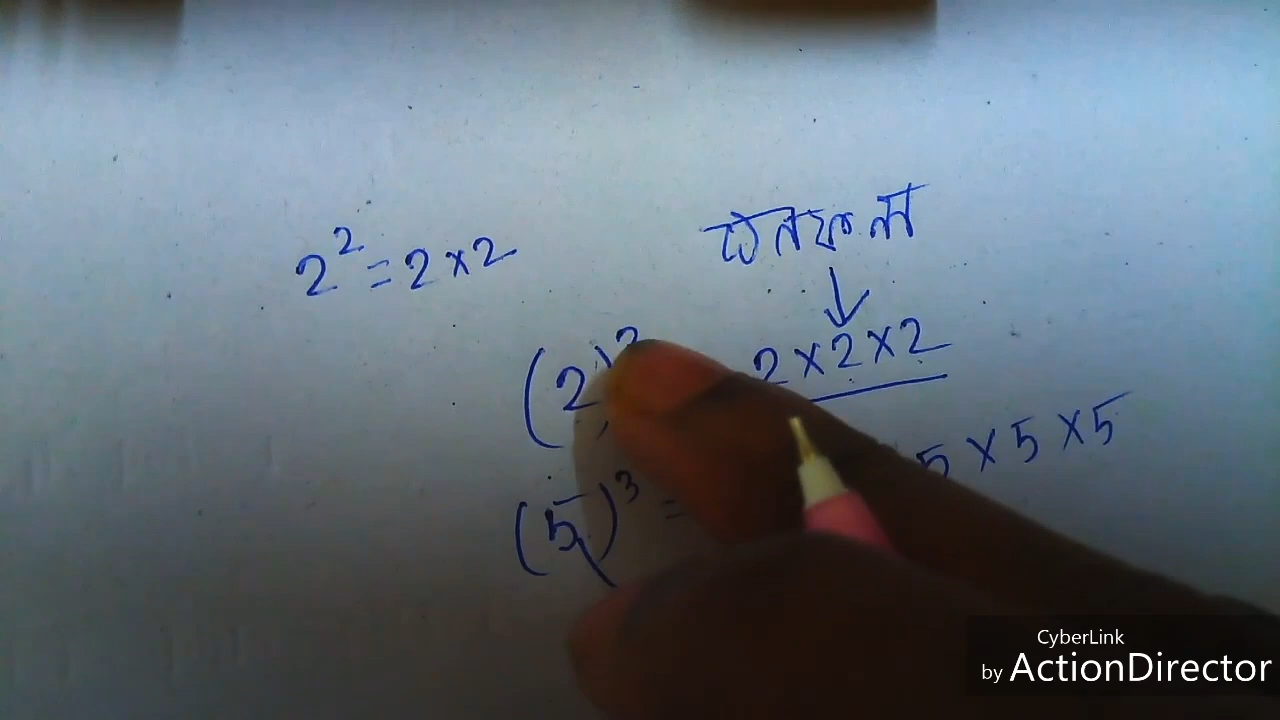 2² = 2 × 2
(2)³ 2 × 2 × 2
(5)³ = 5 × 5 × 5
CyberLink
by ActionDirector